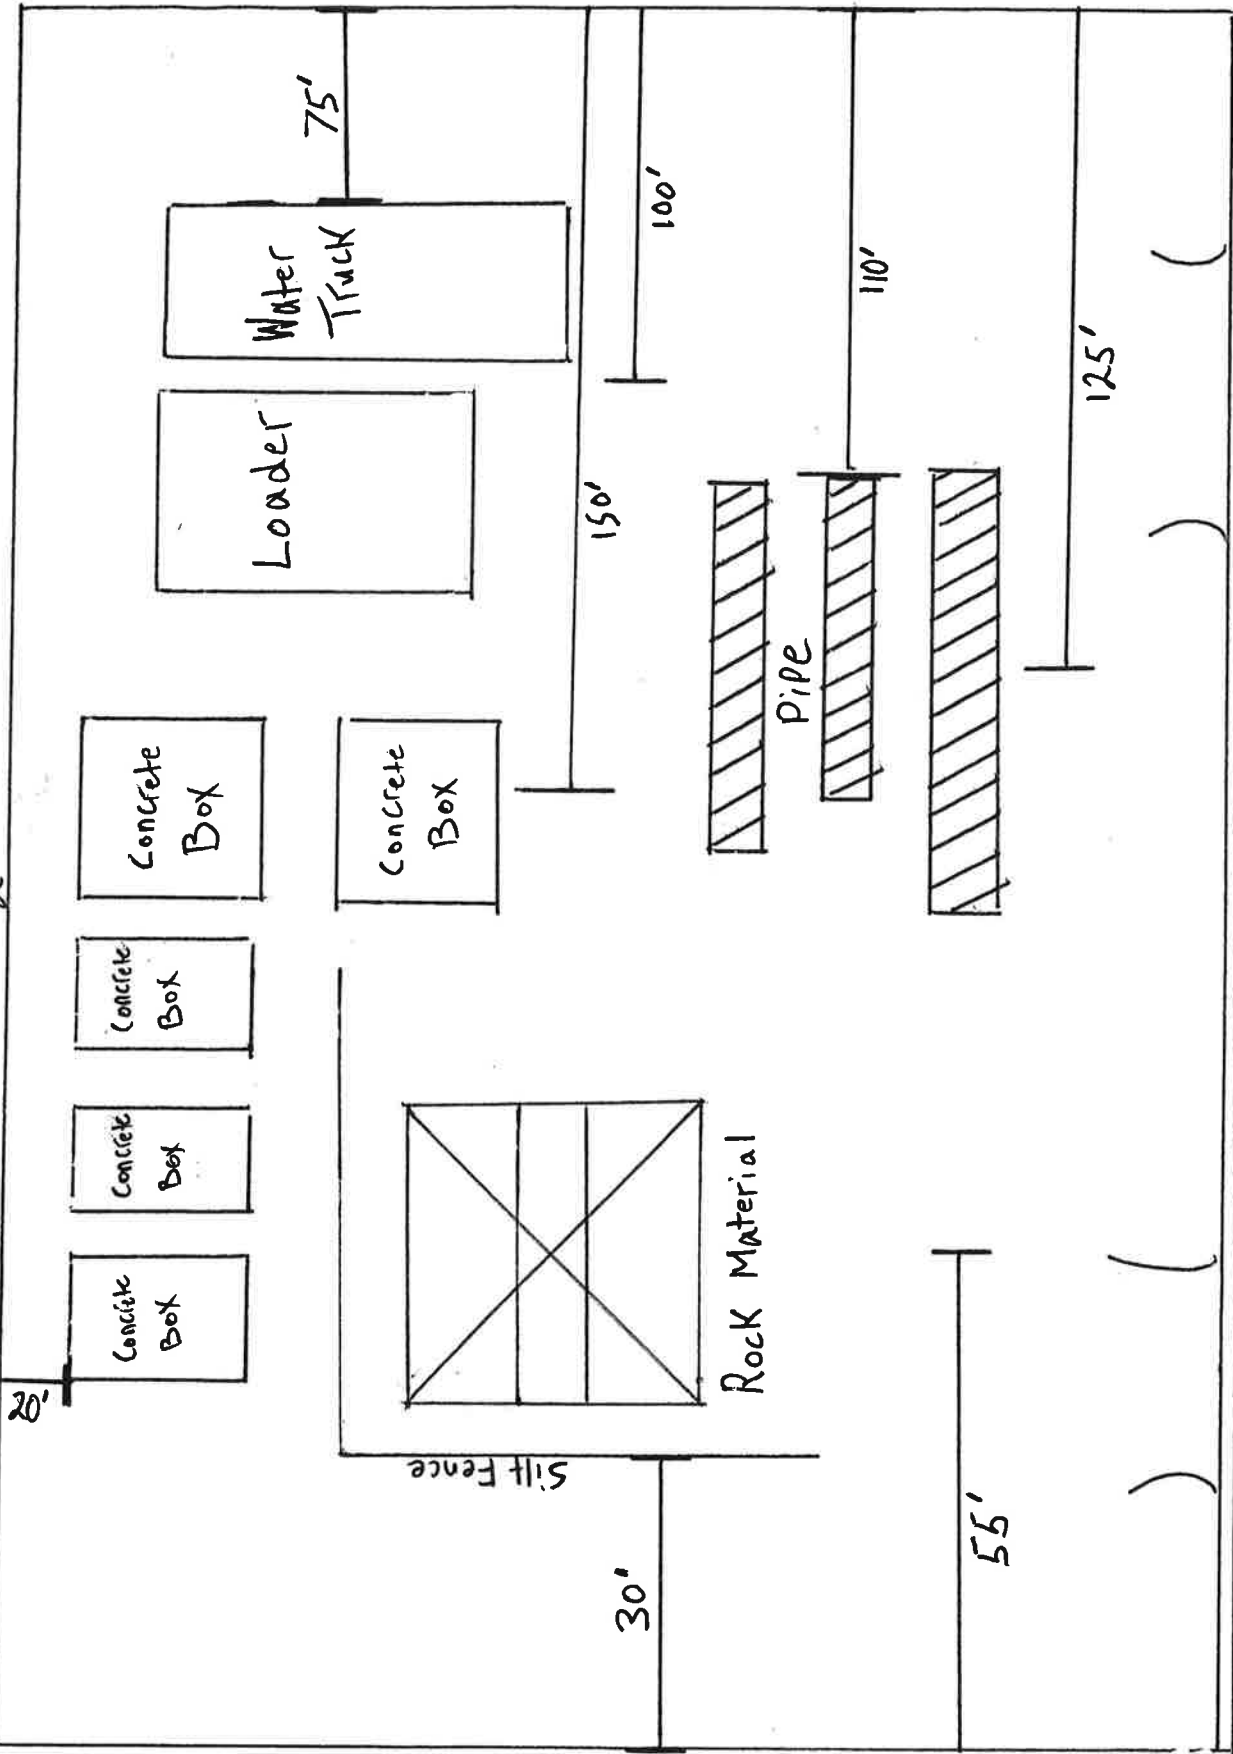 75'
Water
Truck
100'
110'
125'
Loader
150'
Pipe
Concrete
Box
Concrete
Box
Concrete
Box
Concrete
Box
Concrete
Box
20'
Rock Material
Silt Fence
30'
55'